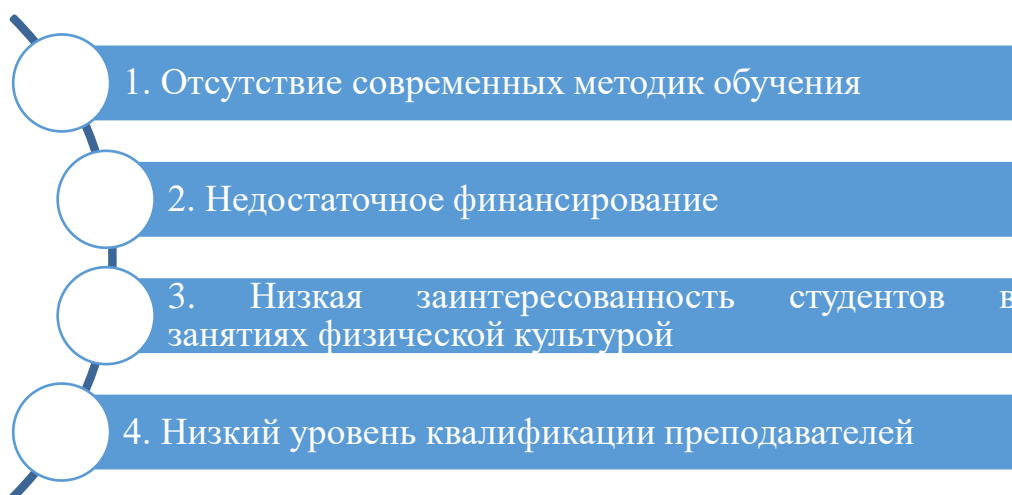 1. Отсутствие современных методик обучения
2. Недостаточное финансирование
3. Низкая заинтересованность студентов в
занятиях физической культурой
4. Низкий уровень квалификации преподавателей